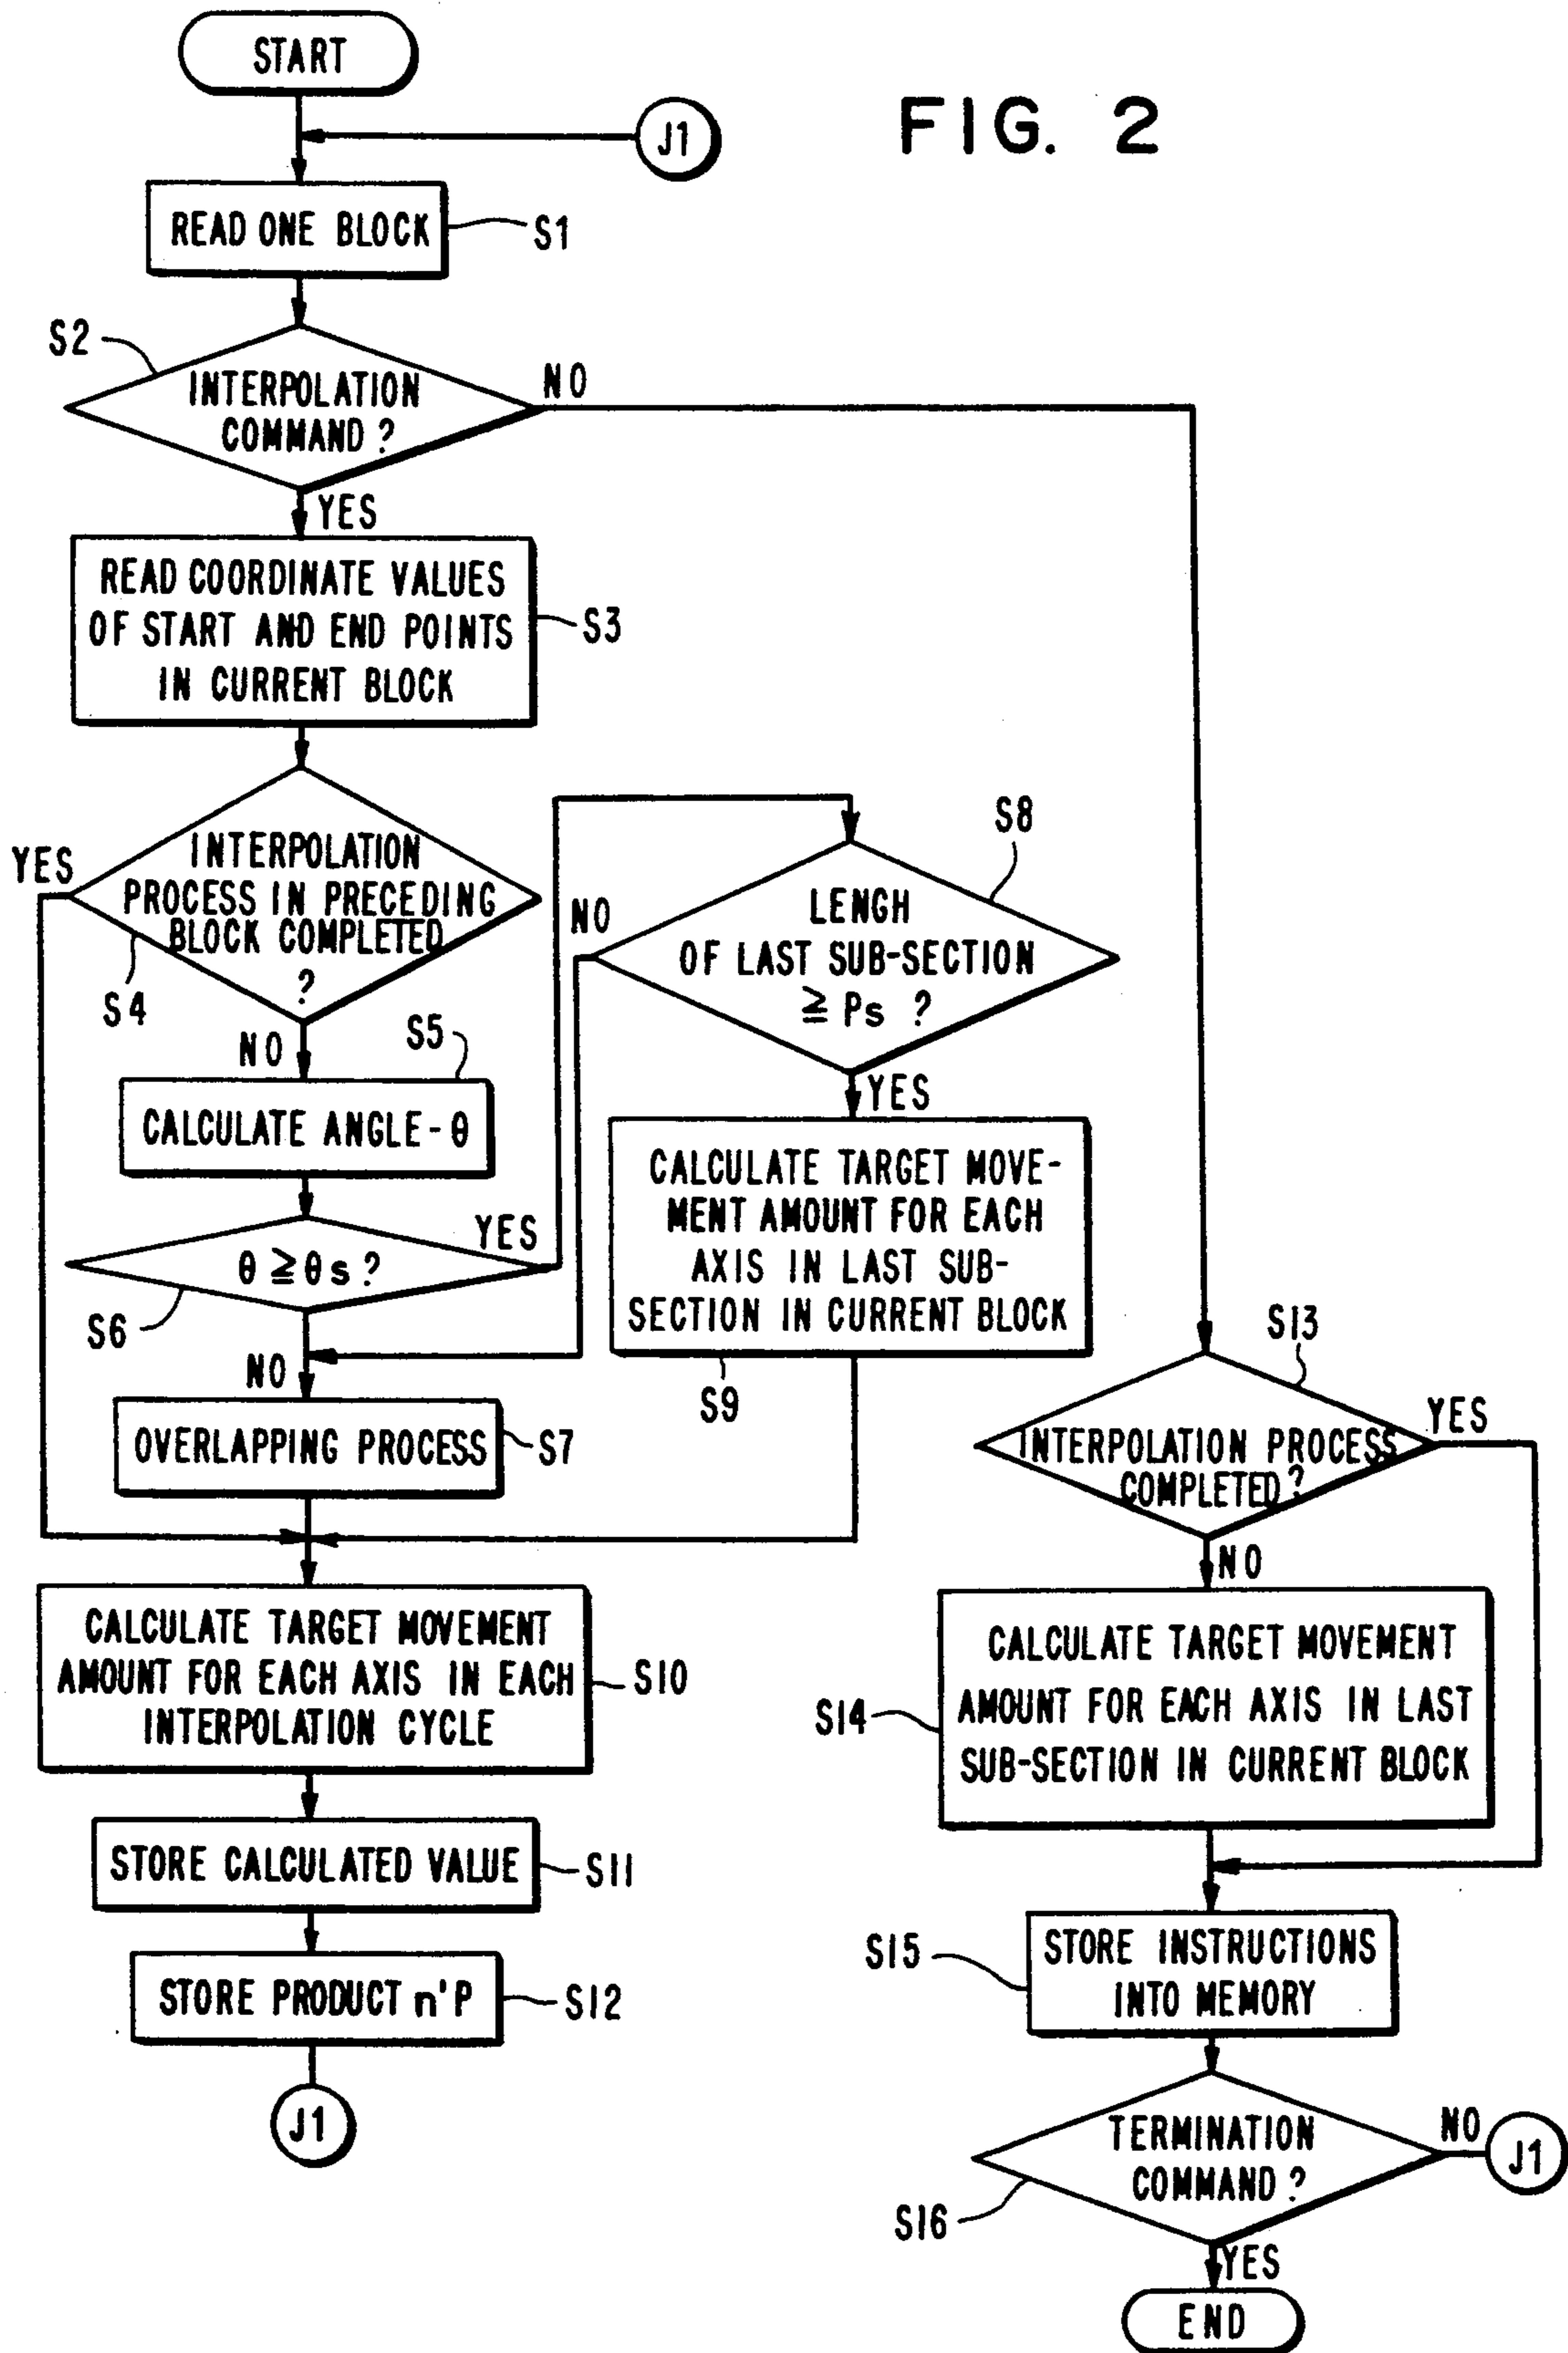 START
J1
FIG. 2
READ ONE BLOCK
S1
S2
INTERPOLATION
COMMAND ?
NO
YES
READ COORDINATE VALUES
OF START AND END POINTS
IN CURRENT BLOCK
S3
YES
INTERPOLATION
PROCESS IN PRECEDING
BLOCK COMPLETED
?
S4
NO
S5
CALCULATE ANGLE - θ
θ ≧ θs ?
YES
S6
NO
OVERLAPPING PROCESS
S7
S8
NO
LENGH
OF LAST SUB-SECTION
≧ Ps ?
YES
CALCULATE TARGET MOVE-
MENT AMOUNT FOR EACH
AXIS IN LAST SUB-
SECTION IN CURRENT BLOCK
S9
CALCULATE TARGET MOVEMENT
AMOUNT FOR EACH AXIS IN EACH
INTERPOLATION CYCLE
S10
STORE CALCULATED VALUE
S11
STORE PRODUCT n'P
S12
J1
S13
INTERPOLATION PROCESS
COMPLETED ?
YES
NO
CALCULATE TARGET MOVEMENT
AMOUNT FOR EACH AXIS IN LAST
SUB-SECTION IN CURRENT BLOCK
S14
STORE INSTRUCTIONS
INTO MEMORY
S15
TERMINATION
COMMAND ?
S16
NO
J1
YES
END